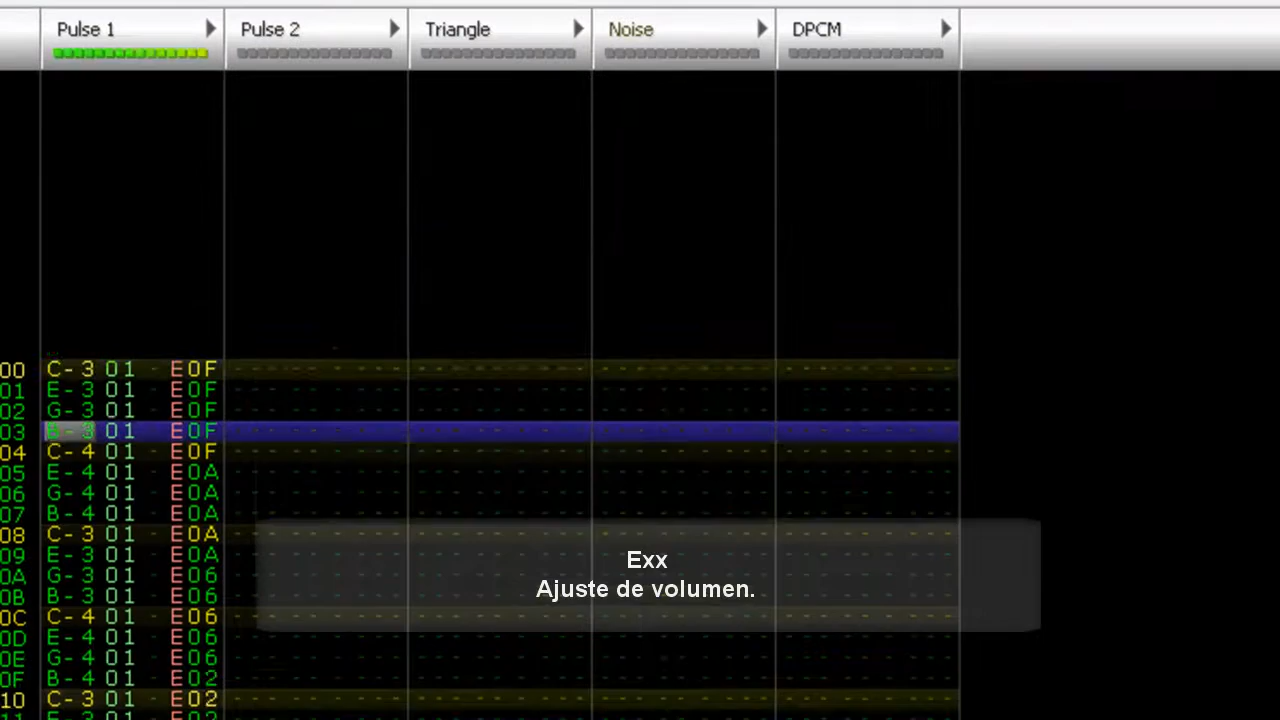 Pulse 1 Pulse 2 Triangle Noise DPCM
00 C-3 01 - E0F
01 E-3 01 - E0F
02 G-3 01 - E0F
03 B-3 01 - E0F
04 C-4 01 - E0F
05 E-4 01 - E0A
06 G-4 01 - E0A
07 B-4 01 - E0A
08 C-3 01 - E0A
09 E-3 01 - E0A
0A G-3 01 - E06
0B B-3 01 - E06
0C C-4 01 - E06
0D E-4 01 - E06
0E G-4 01 - E06
0F B-4 01 - E02
10 C-3 01 - E02
11 E-3 01 - E02
Exx
Ajuste de volumen.